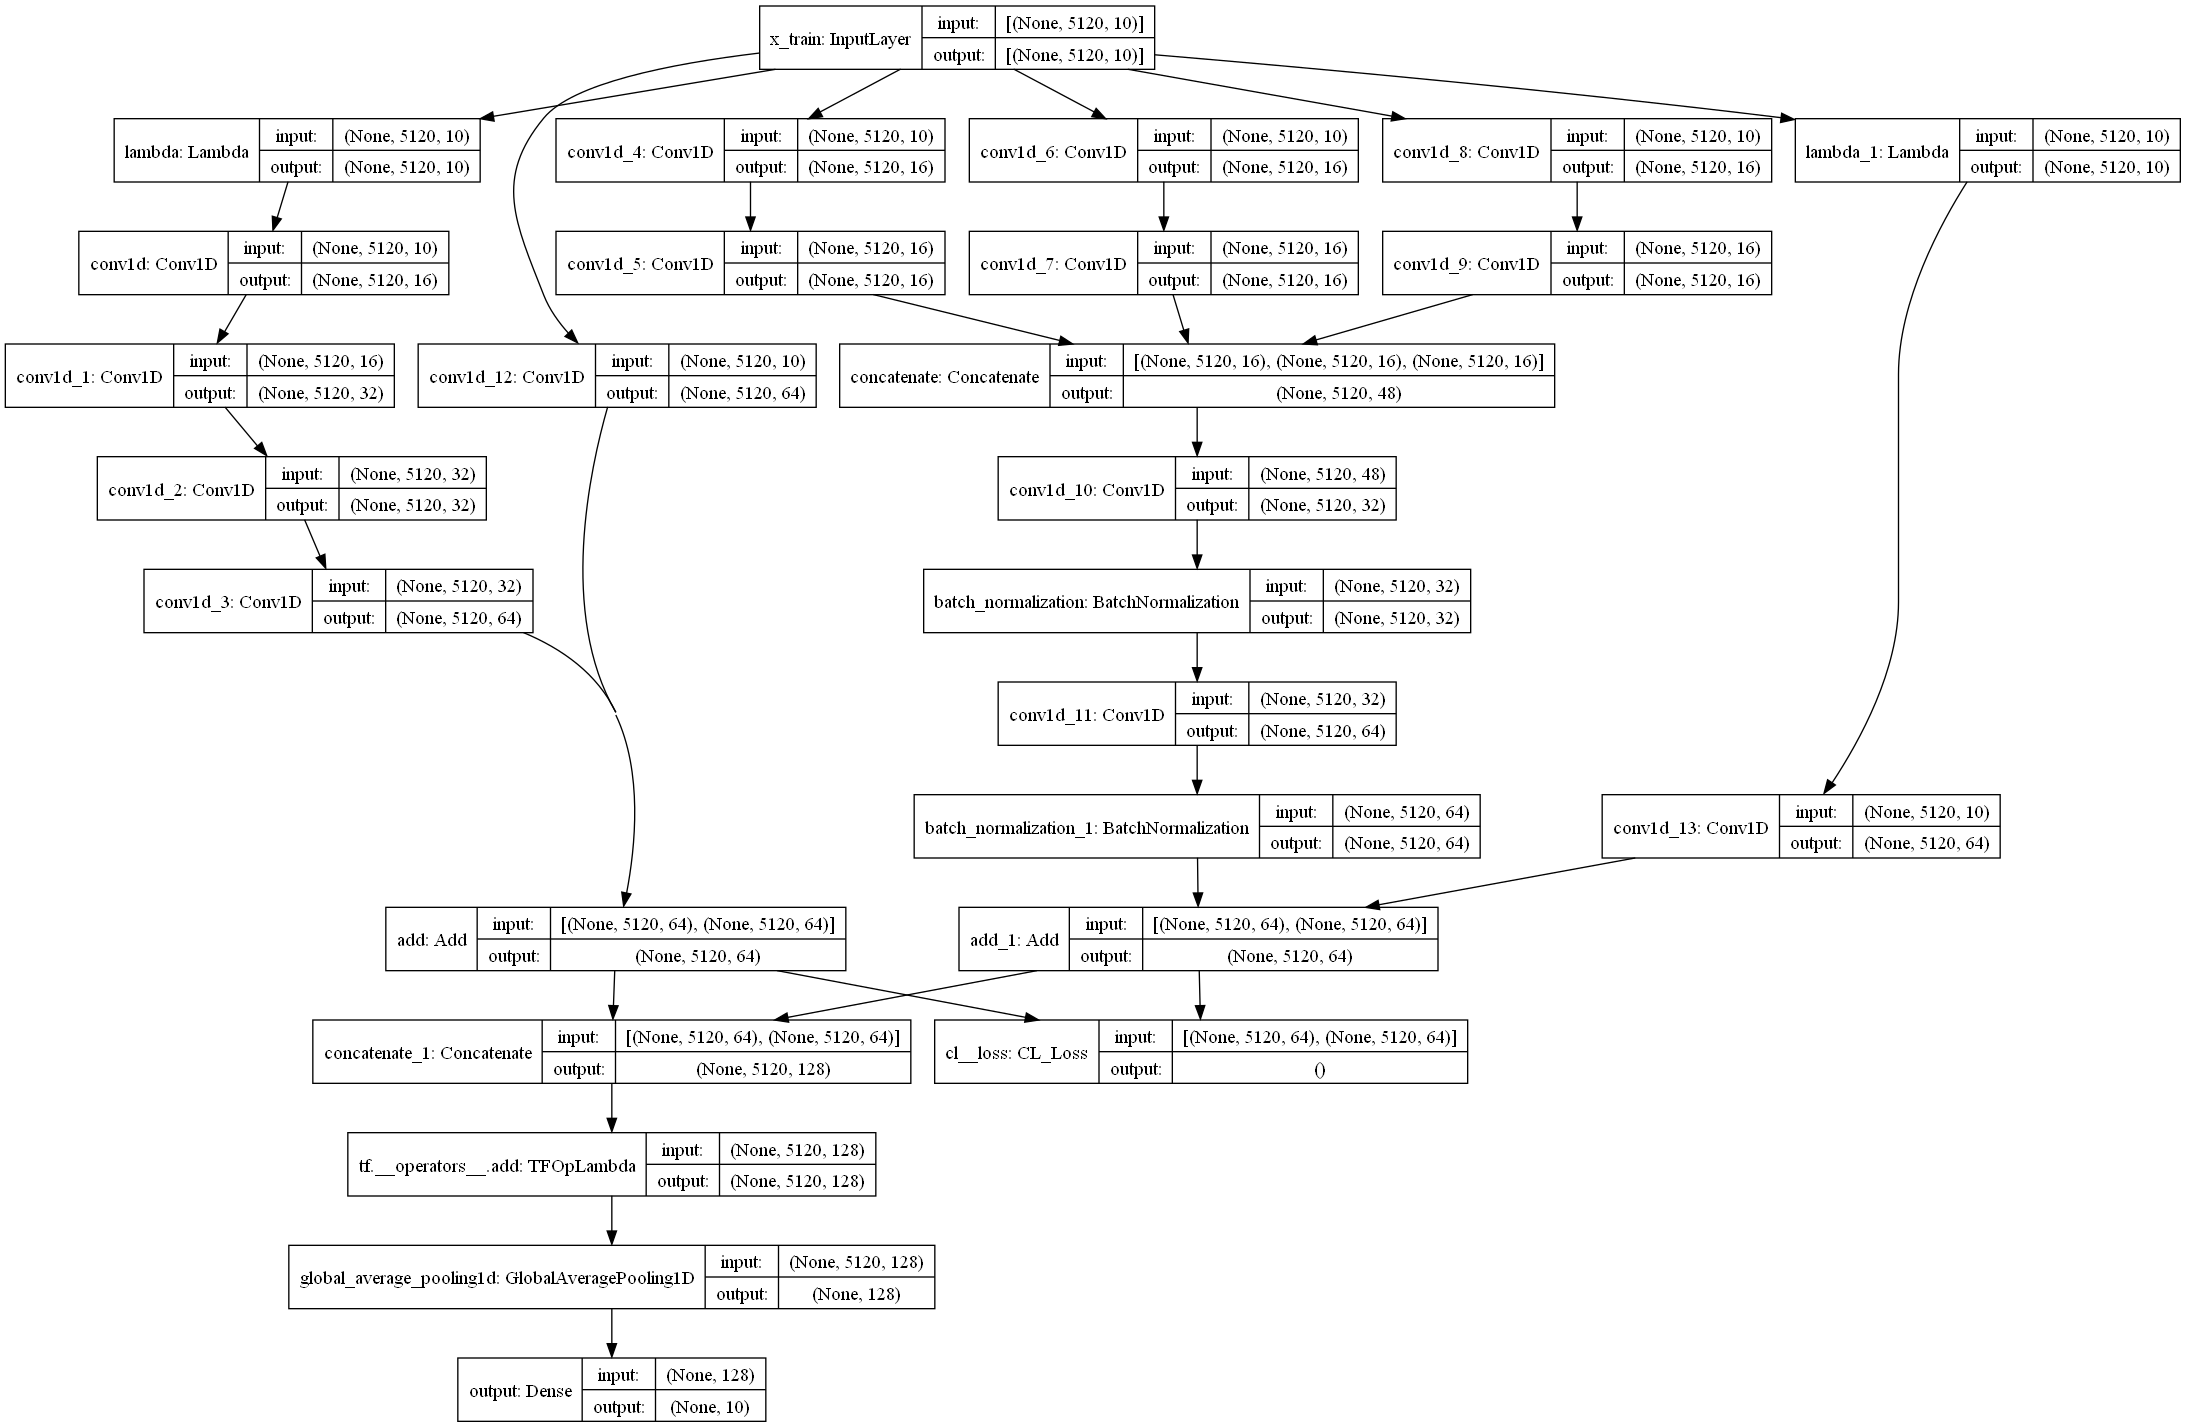 x_train: InputLayer
input:
[(None, 5120, 10)]
output:
[(None, 5120, 10)]
lambda: Lambda
input:
(None, 5120, 10)
output:
(None, 5120, 10)
conv1d_4: Conv1D
input:
(None, 5120, 10)
output:
(None, 5120, 16)
conv1d_6: Conv1D
input:
(None, 5120, 10)
output:
(None, 5120, 16)
conv1d_8: Conv1D
input:
(None, 5120, 10)
output:
(None, 5120, 16)
lambda_1: Lambda
input:
(None, 5120, 10)
output:
(None, 5120, 10)
conv1d: Conv1D
input:
(None, 5120, 10)
output:
(None, 5120, 16)
conv1d_5: Conv1D
input:
(None, 5120, 16)
output:
(None, 5120, 16)
conv1d_7: Conv1D
input:
(None, 5120, 16)
output:
(None, 5120, 16)
conv1d_9: Conv1D
input:
(None, 5120, 16)
output:
(None, 5120, 16)
conv1d_1: Conv1D
input:
(None, 5120, 16)
output:
(None, 5120, 32)
conv1d_12: Conv1D
input:
(None, 5120, 10)
output:
(None, 5120, 64)
concatenate: Concatenate
input:
[(None, 5120, 16), (None, 5120, 16), (None, 5120, 16)]
output:
(None, 5120, 48)
conv1d_2: Conv1D
input:
(None, 5120, 32)
output:
(None, 5120, 32)
conv1d_10: Conv1D
input:
(None, 5120, 48)
output:
(None, 5120, 32)
conv1d_3: Conv1D
input:
(None, 5120, 32)
output:
(None, 5120, 64)
batch_normalization: BatchNormalization
input:
(None, 5120, 32)
output:
(None, 5120, 32)
conv1d_11: Conv1D
input:
(None, 5120, 32)
output:
(None, 5120, 64)
batch_normalization_1: BatchNormalization
input:
(None, 5120, 64)
output:
(None, 5120, 64)
conv1d_13: Conv1D
input:
(None, 5120, 10)
output:
(None, 5120, 64)
add: Add
input:
[(None, 5120, 64), (None, 5120, 64)]
output:
(None, 5120, 64)
add_1: Add
input:
[(None, 5120, 64), (None, 5120, 64)]
output:
(None, 5120, 64)
concatenate_1: Concatenate
input:
[(None, 5120, 64), (None, 5120, 64)]
output:
(None, 5120, 128)
cl__loss: CL_Loss
input:
[(None, 5120, 64), (None, 5120, 64)]
output:
()
tf.__operators__.add: TFOpLambda
input:
(None, 5120, 128)
output:
(None, 5120, 128)
global_average_pooling1d: GlobalAveragePooling1D
input:
(None, 5120, 128)
output:
(None, 128)
output: Dense
input:
(None, 128)
output:
(None, 10)